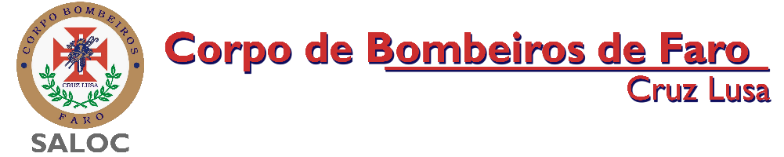 CORPO BOMBEIROS
CRUZ LUSA
FARO
SALOC
Corpo de Bombeiros de Faro
Cruz Lusa